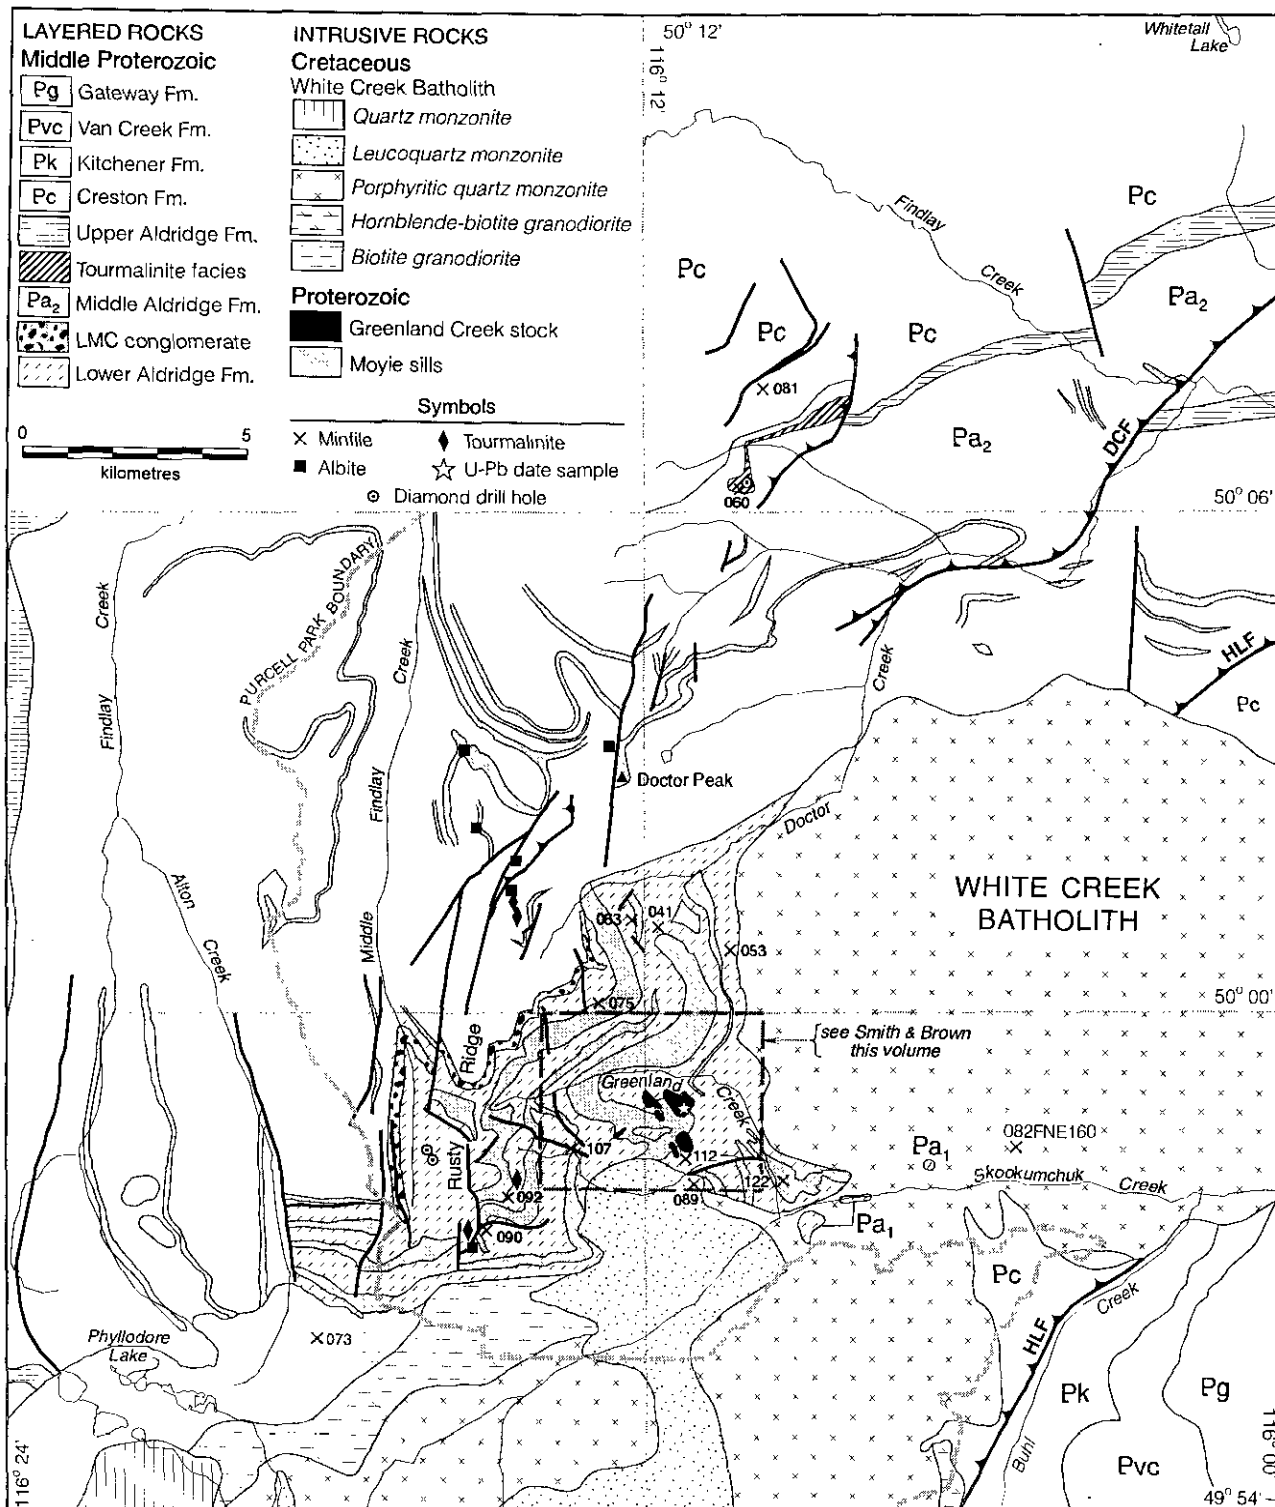 LAYERED ROCKS
Middle Proterozoic
Pg Gateway Fm.
Pvc Van Creek Fm.
Pk Kitchener Fm.
Pc Creston Fm.
Upper Aldridge Fm.
Tourmalinite facies
Pa2 Middle Aldridge Fm.
LMC conglomerate
Lower Aldridge Fm.
0 5
kilometres
INTRUSIVE ROCKS
Cretaceous
White Creek Batholith
Quartz monzonite
Leucoquartz monzonite
Porphyritic quartz monzonite
Hornblende-biotite granodiorite
Biotite granodiorite
Proterozoic
Greenland Creek stock
Moyie sills
Symbols
Minfile
Tourmalinite
Albite
U-Pb date sample
Diamond drill hole
50° 12'
116° 12'
Whitetail
Lake
Findlay
Creek
Pc
Pc
Pc
Pc
Pa2
Pa2
081
060
DCF
50° 06'
Creek
Findlay
PURCELL PARK BOUNDARY
Creek
Findlay
Middle
Creek
Doctor
HLF
Pc
Doctor Peak
Alton
Creek
WHITE CREEK
BATHOLITH
063
041
053
075
50° 00'
see Smith & Brown
this volume
Ridge
Rusty
Greenland
Creek
107
112
092
089
122
090
082FNE160
Pa1
Skookumchuk
Creek
Pa1
Pc
HLF
Creek
Buhl
Pk
Pg
Pvc
Phyllodore
Lake
073
116° 24'
116° 00'
49° 54'